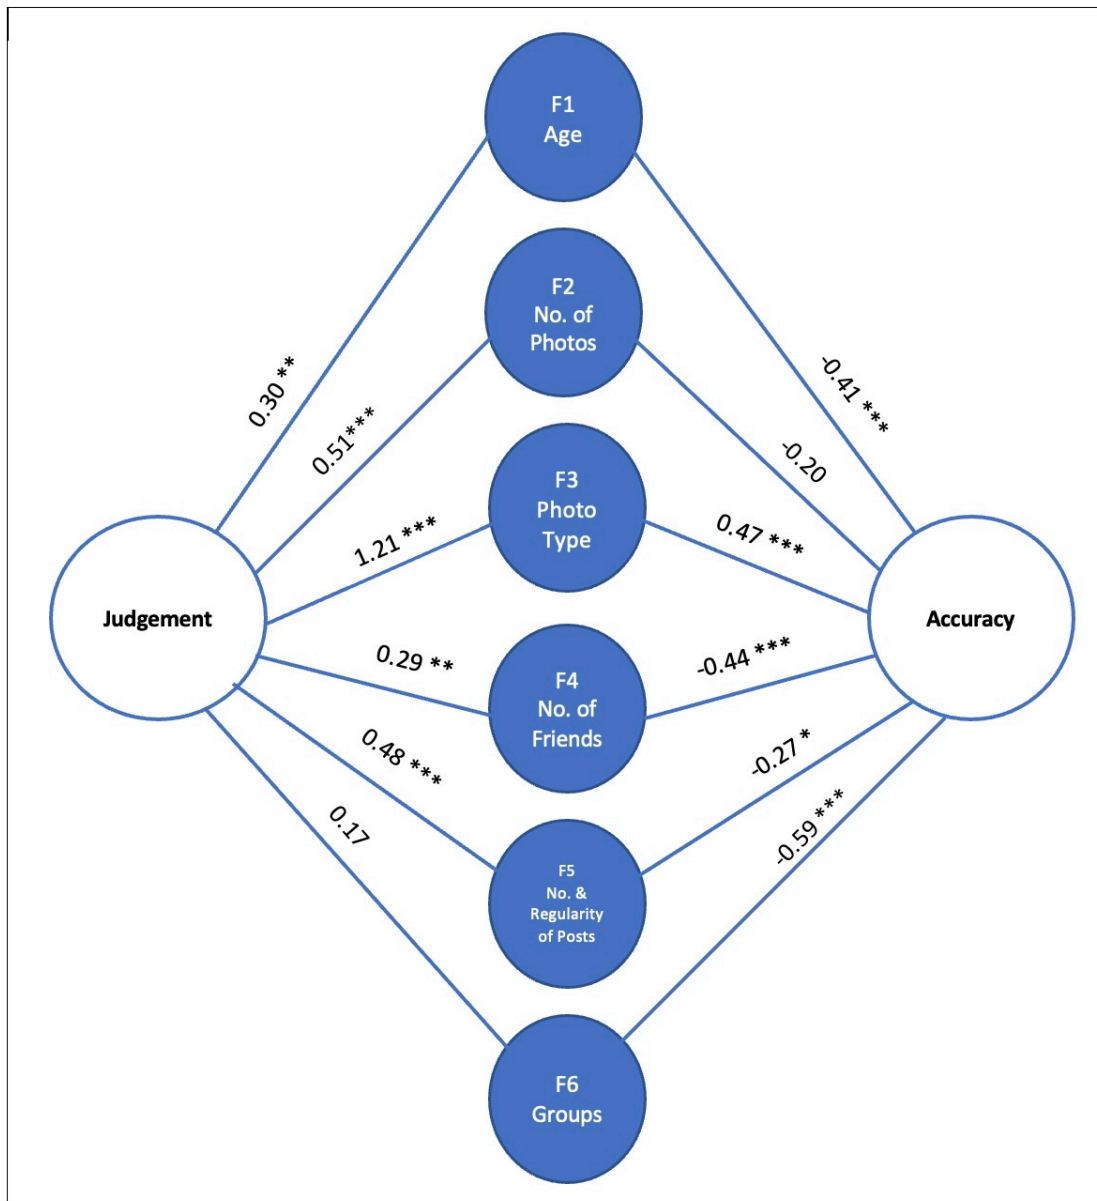 F1
Age
F2
No. of
Photos
0.30 **
-0.41 ***
0.51***
-0.20
F3
Photo
Type
1.21 ***
0.47 ***
Judgement
Accuracy
0.29 **
-0.44 ***
F4
No. of
Friends
0.48 ***
-0.27 *
0.17
-0.59 ***
F5
No. &
Regularity
of Posts
F6
Groups